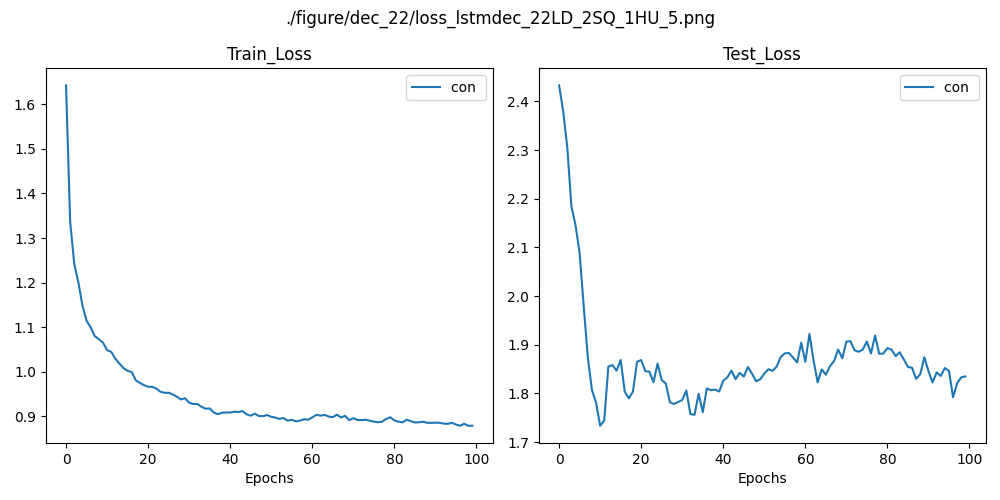 ./figure/dec_22/loss_lstmdec_22LD_2SQ_1HU_5.png
Train_Loss
Test_Loss
con
con
1.6
1.5
1.4
1.3
1.2
1.1
1.0
0.9
2.4
2.3
2.2
2.1
2.0
1.9
1.8
1.7
0 20 40 60 80 100
0 20 40 60 80 100
Epochs
Epochs